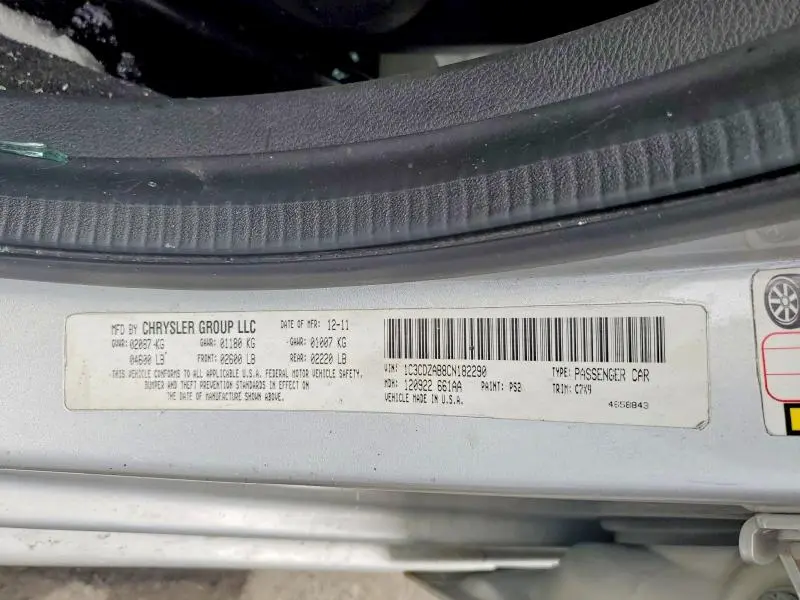 MFD BY CHRYSLER GROUP LLC DATE OF MFR: 12-11
GVWR: 02087 KG GAWR: 01180 KG GAWR: 01007 KG
04600 LB FRONT: 02600 LB REAR: 02220 LB
THIS VEHICLE CONFORMS TO ALL APPLICABLE U.S.A. FEDERAL MOTOR VEHICLE SAFETY,
BUMPER AND THEFT PREVENTION STANDARDS IN EFFECT ON
THE DATE OF MANUFACTURE SHOWN ABOVE.
VIN: 1C3CDZAB8CN182290 TYPE: PASSENGER CAR
MDH: 120922 661AA PAINT: PS2 TRIM: C7X9
VEHICLE MADE IN U.S.A. 4658843